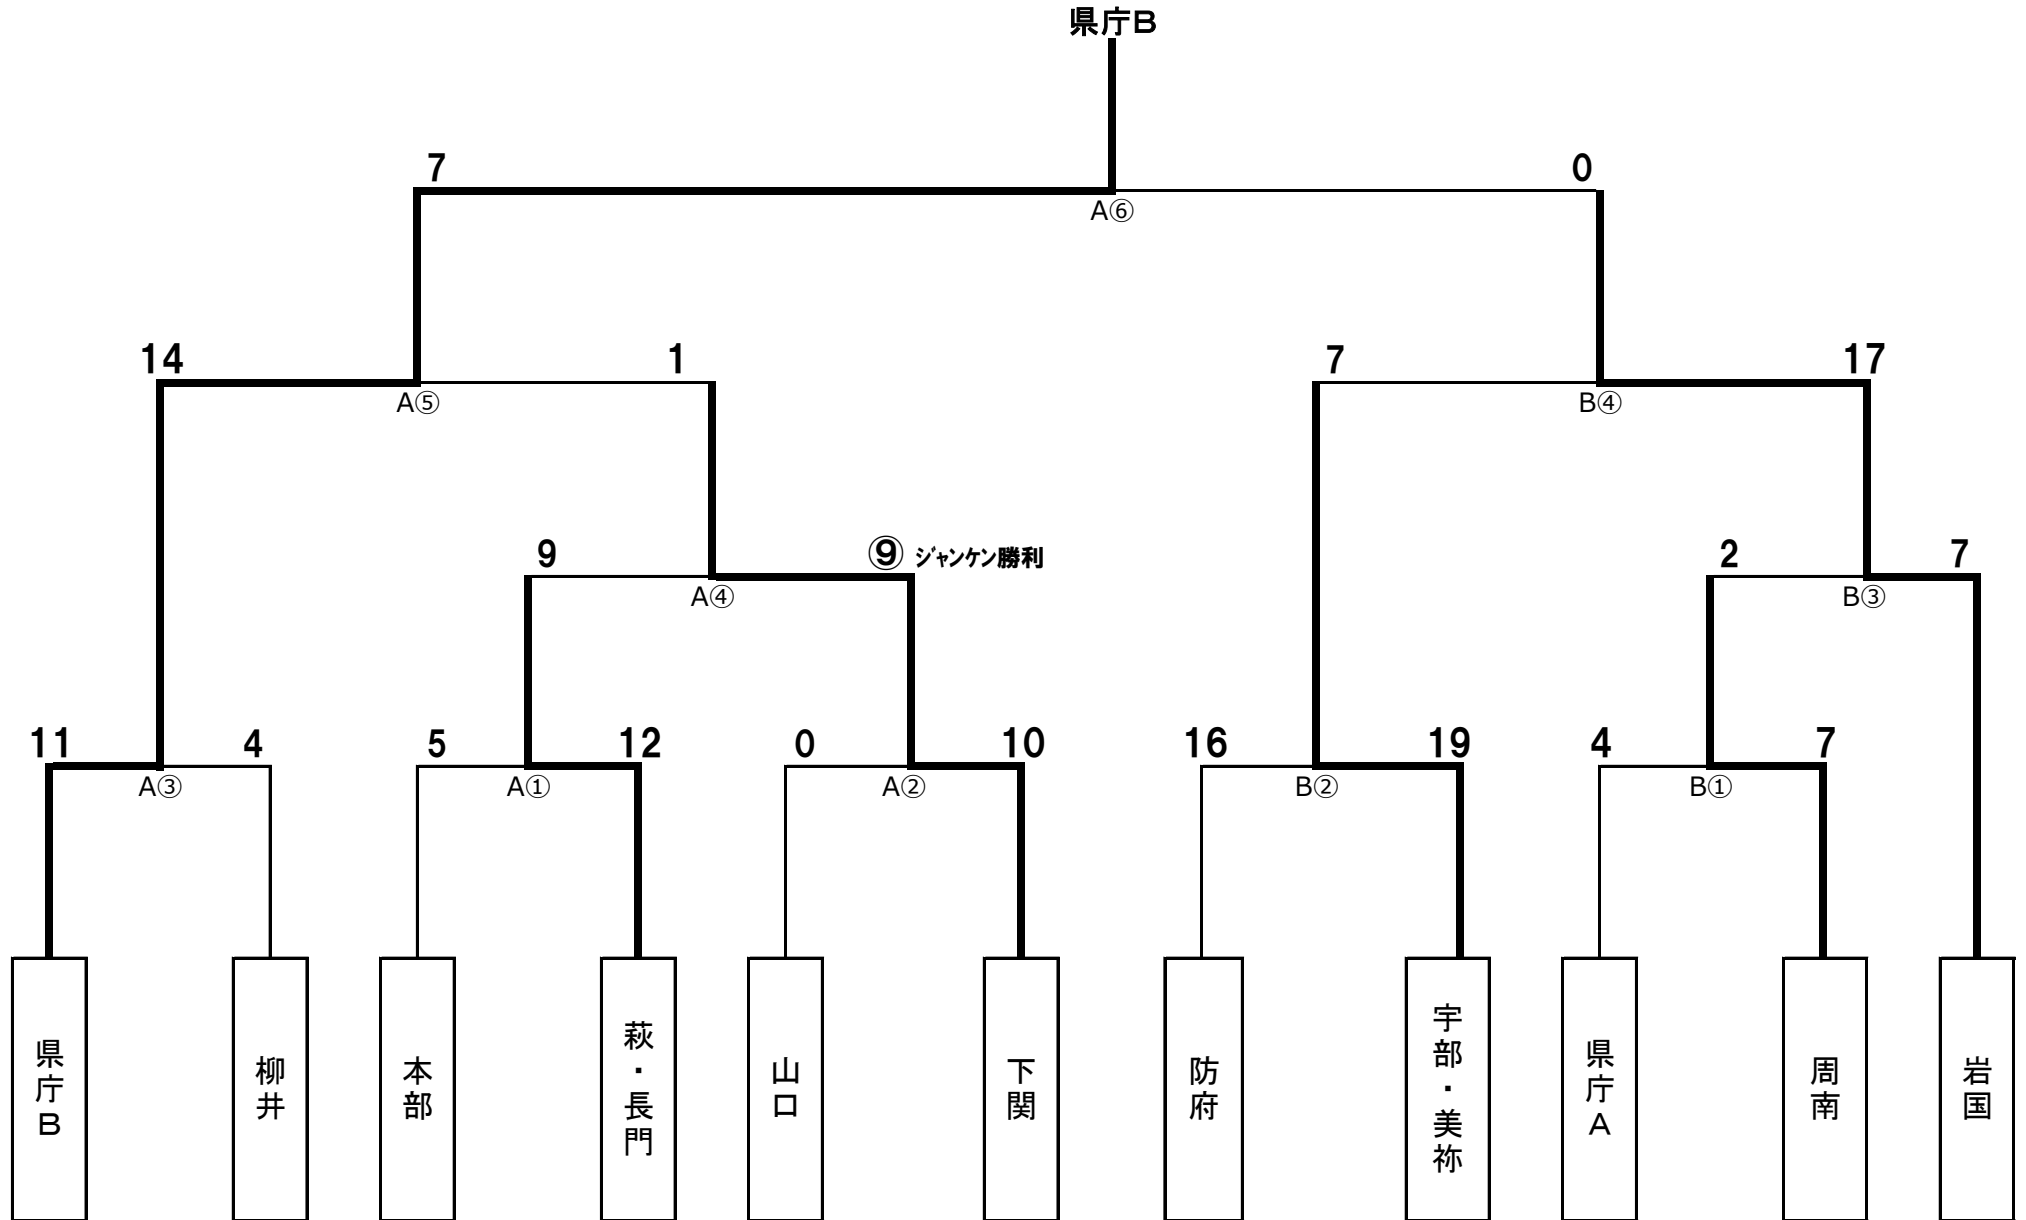 県庁B
7
0
A⑥
14
1
7
17
A⑤
B④
9
⑨ ジャンケン勝利
2
7
A④
B③
11
4
5
12
0
10
16
19
4
7
A③
A①
A②
B②
B①
県庁B
柳井
本部
萩・長門
山口
下関
防府
宇部・美祢
県庁A
周南
岩国